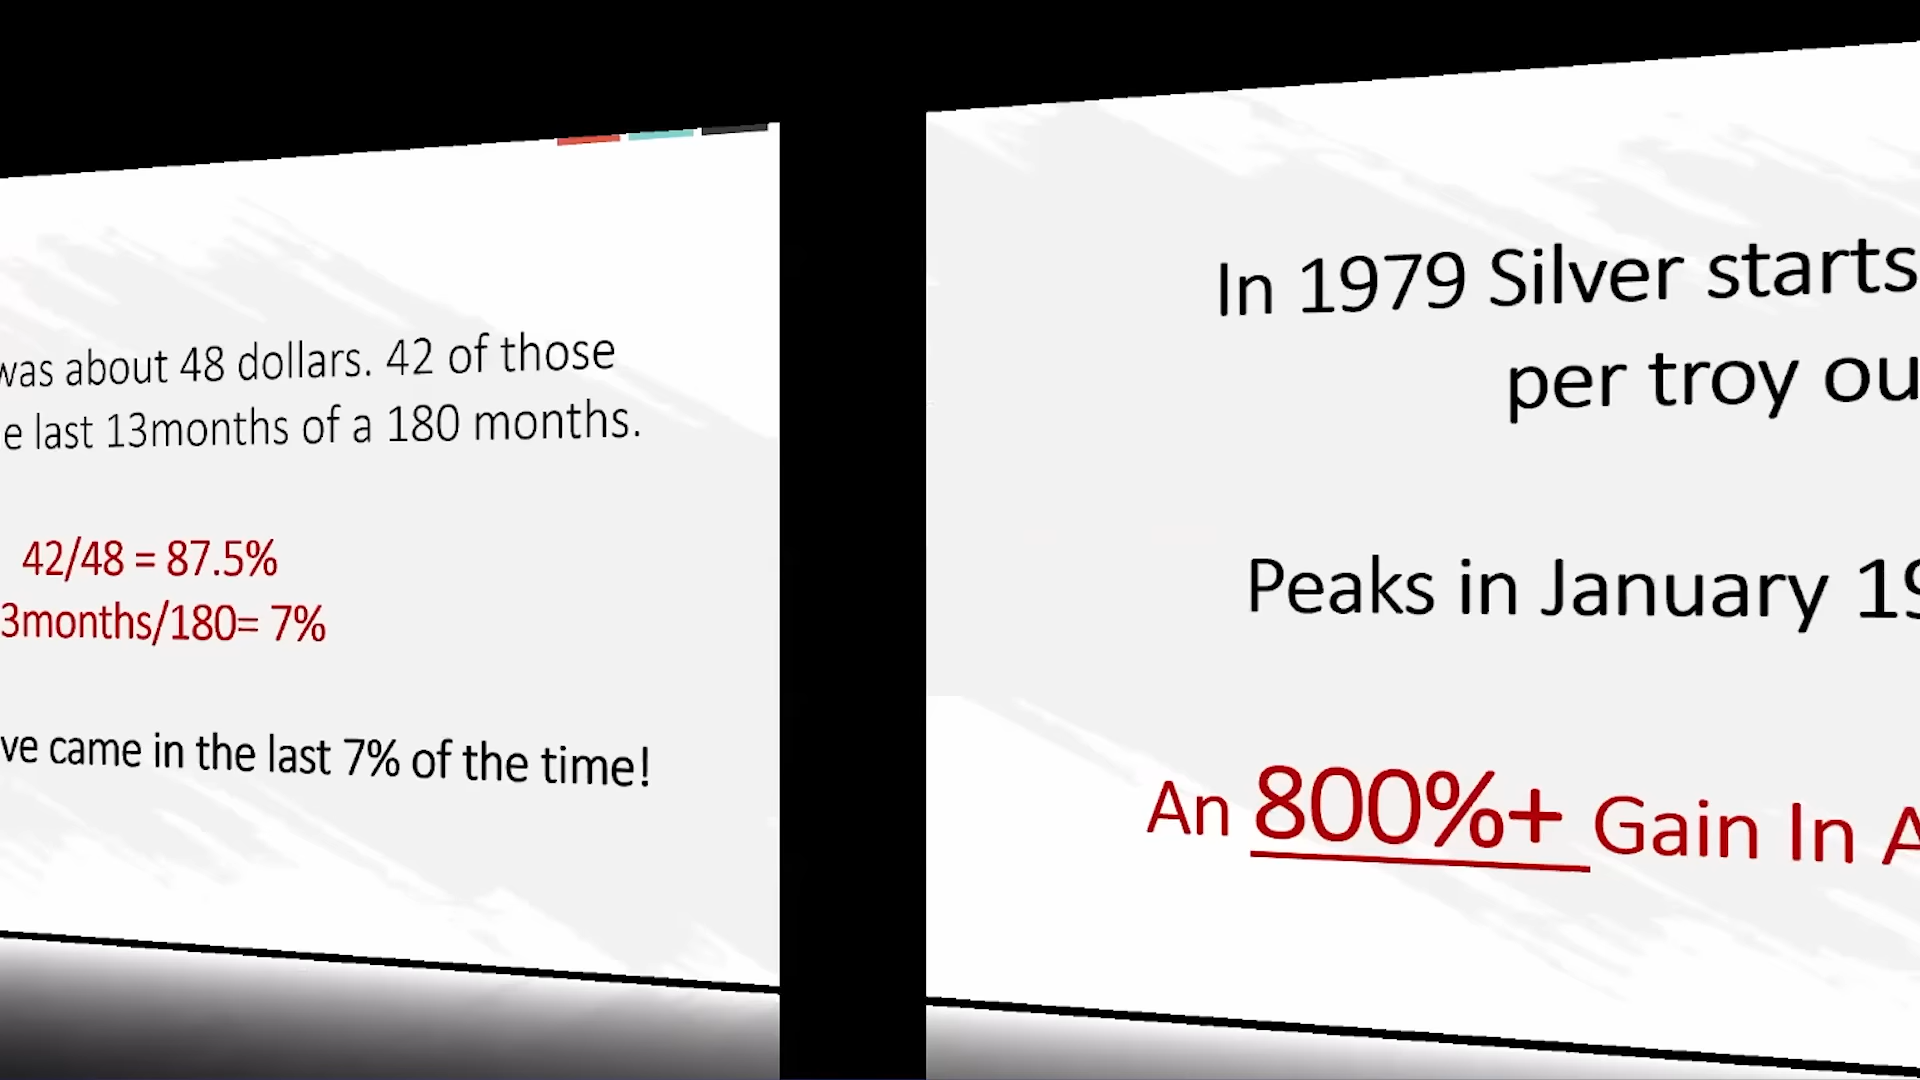 was about 48 dollars. 42 of those
e last 13months of a 180 months.
42/48 = 87.5%
3months/180= 7%
ve came in the last 7% of the time!
In 1979 Silver starts
per troy ou
Peaks in January 19
An 800%+ Gain In A